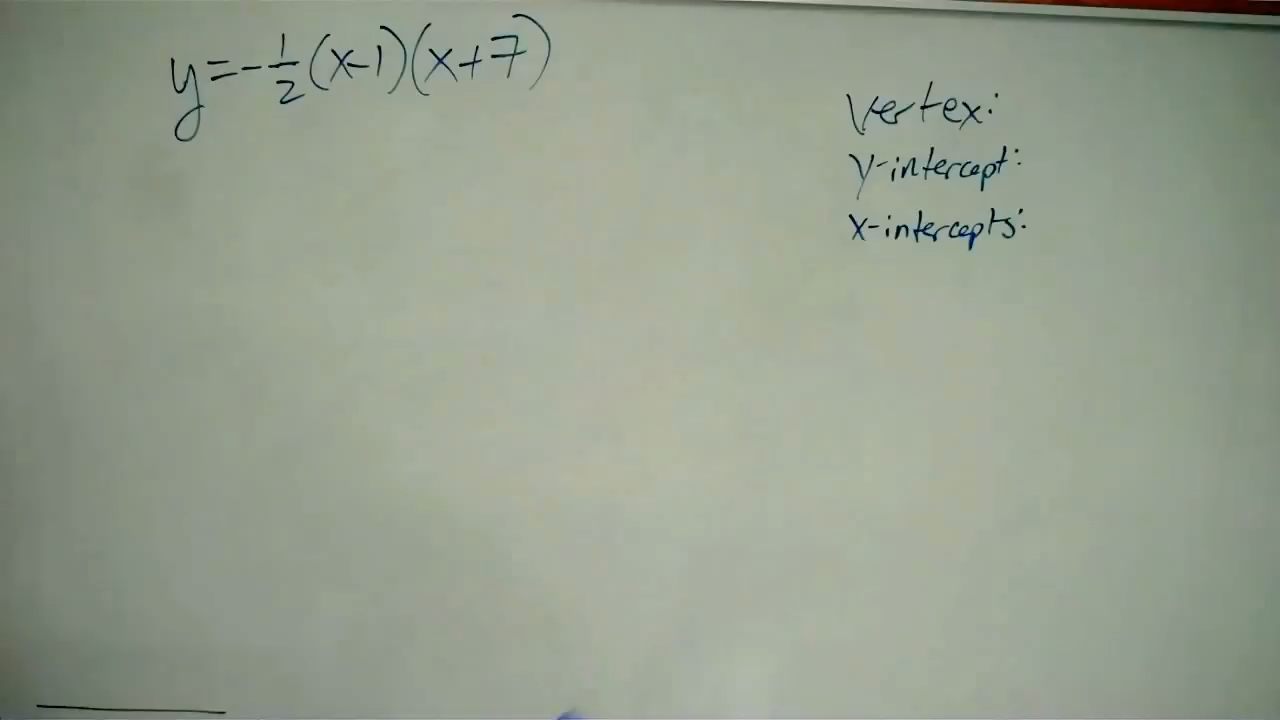 y=-1/2(x-1)(x+7)
Vertex:
y-intercept:
x-intercepts: